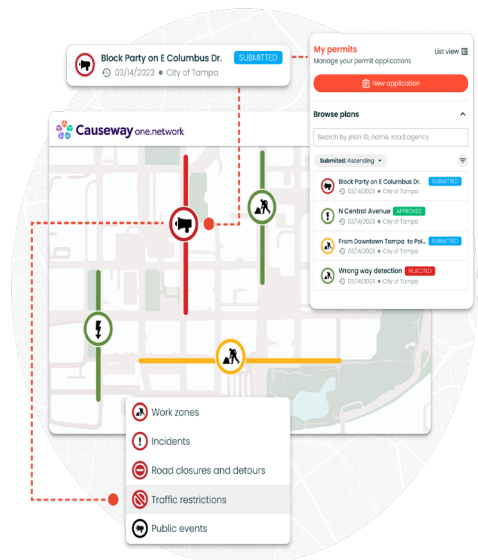 Block Party on E Columbus Dr. SUBMITTED
03/14/2023 • City of Tampa
My permits
List view
Manage your permit applications
New application
Browse plans
Search by plan ID, name, road agency
Submited: Ascending
Block Party on E Columbus Dr. SUBMITTED
03/14/2023 • City of Tampa
N Central Avenue APPROVED
03/14/2023 • City of Tampa
From Downtown Tampa to Pol... SUBMITTED
03/14/2023 • City of Tampa
Wrong way detection REJECTED
03/14/2023 • City of Tampa
Causeway one.network
Work zones
Incidents
Road closures and detours
Traffic restrictions
Public events